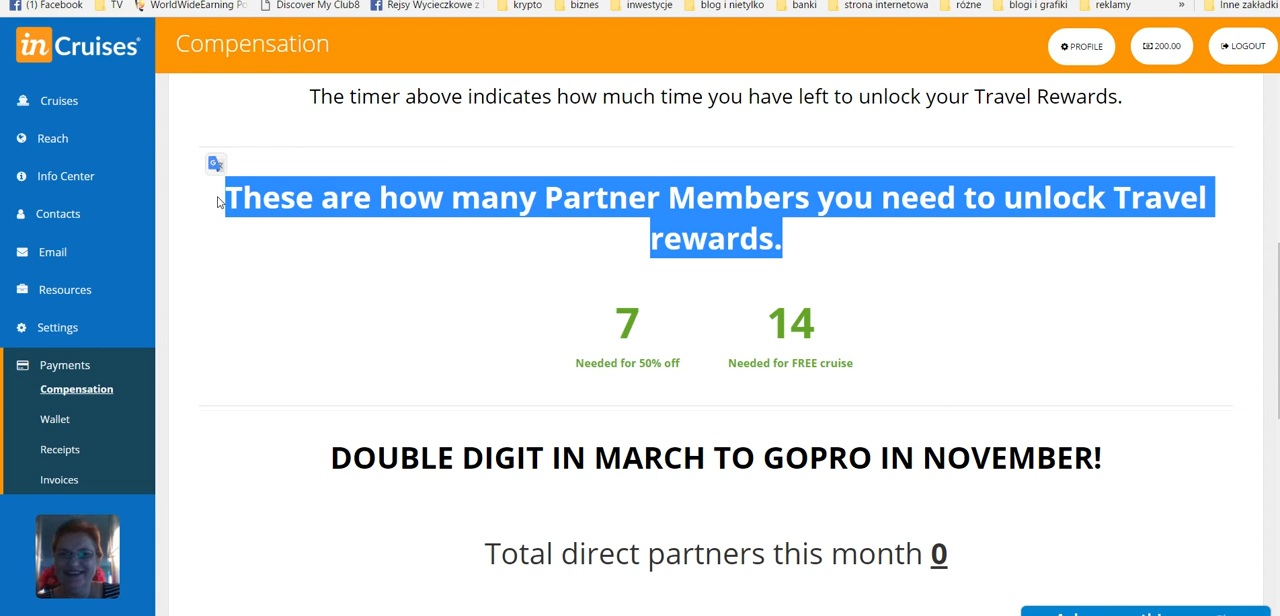 (1) Facebook TV WorldWideEarning Po Discover My Club8 Rejsy Wycieczkowe z krypto biznes inwestycje blog i nietylko banki strona internetowa różne blogi i grafiki reklamy » Inne zakładki
inCruises®
Compensation
PROFILE
200.00
LOGOUT
Cruises
Reach
Info Center
Contacts
Email
Resources
Settings
Payments
Compensation
Wallet
Receipts
Invoices
The timer above indicates how much time you have left to unlock your Travel Rewards.
These are how many Partner Members you need to unlock Travel
rewards.
7 14
Needed for 50% off Needed for FREE cruise
DOUBLE DIGIT IN MARCH TO GOPRO IN NOVEMBER!
Total direct partners this month 0